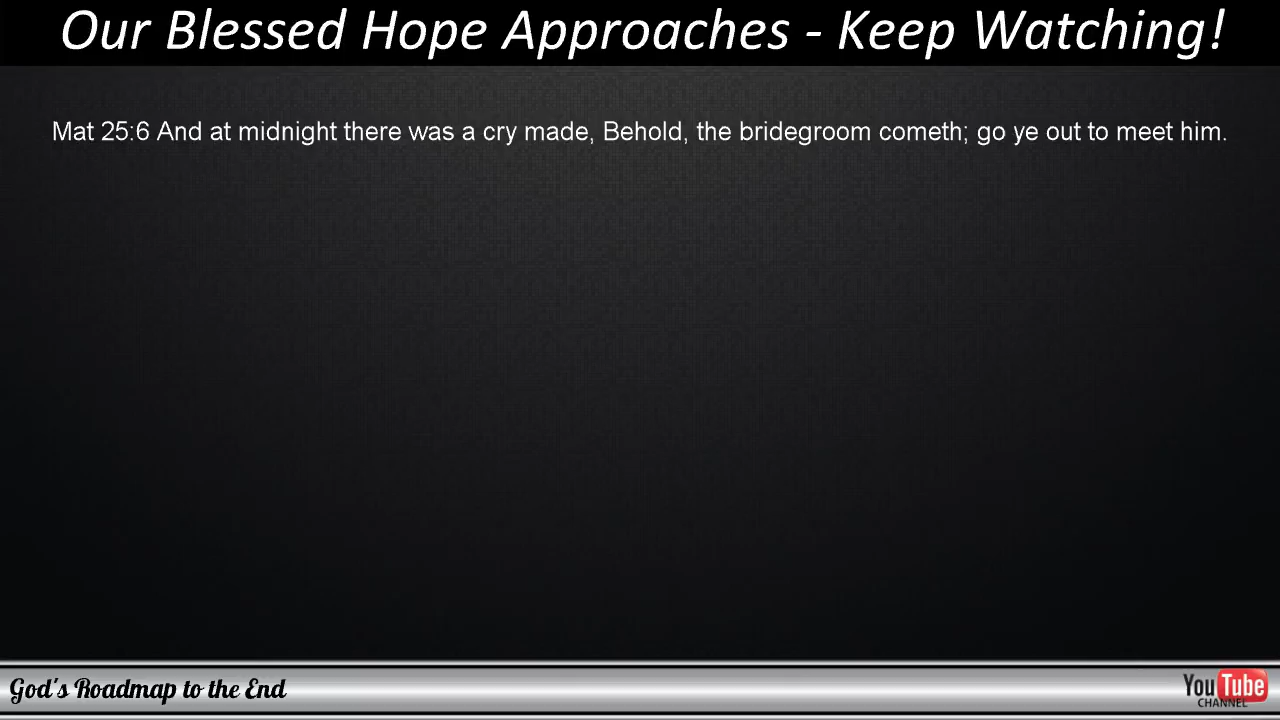 Our Blessed Hope Approaches - Keep Watching!
Mat 25:6 And at midnight there was a cry made, Behold, the bridegroom cometh; go ye out to meet him.
God's Roadmap to the End
YouTube
CHANNEL